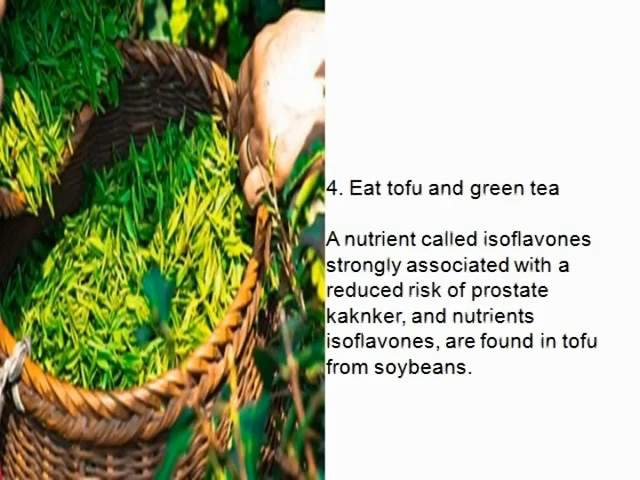 4. Eat tofu and green tea
A nutrient called isoflavones
strongly associated with a
reduced risk of prostate
kaknker, and nutrients
isoflavones, are found in tofu
from soybeans.